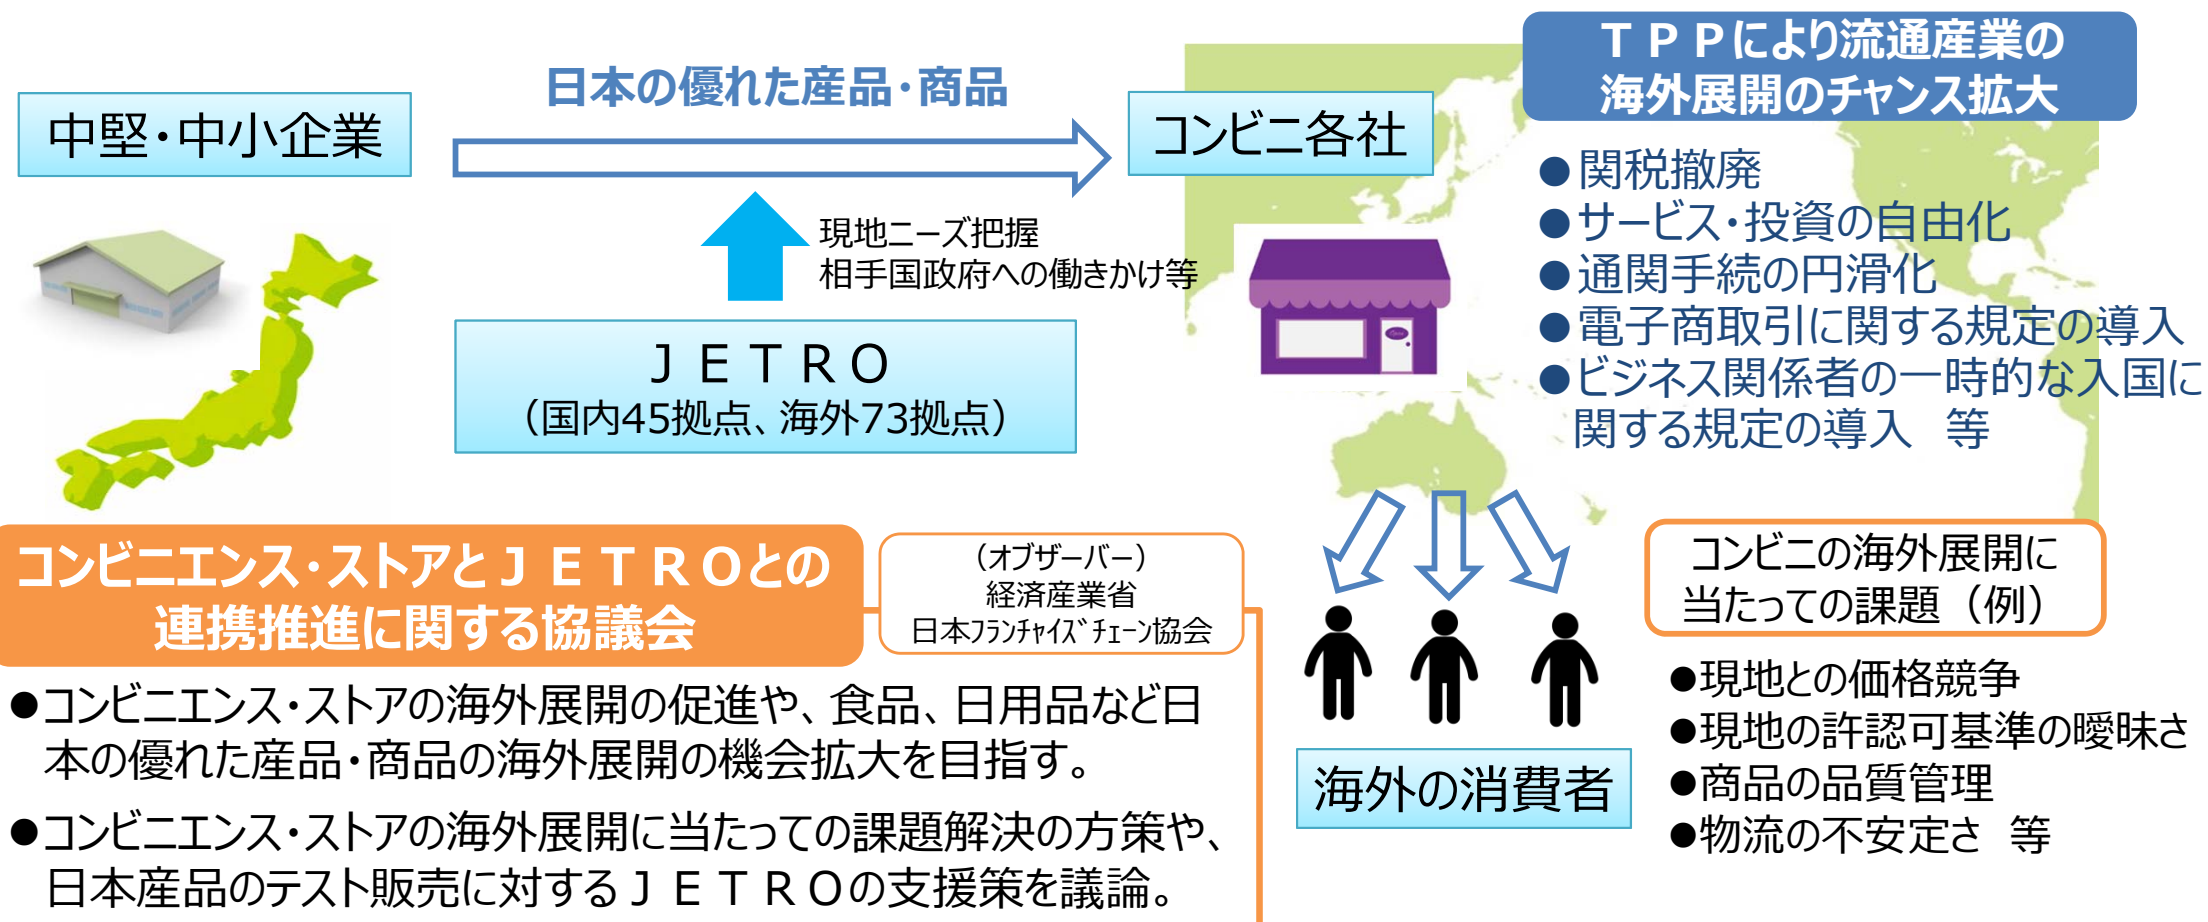 中堅・中小企業
日本の優れた産品・商品
コンビニ各社
現地ニーズ把握
相手国政府への働きかけ等
ＪＥＴＲＯ
（国内45拠点、海外73拠点）
ＴＰＰにより流通産業の
海外展開のチャンス拡大
●関税撤廃
●サービス・投資の自由化
●通関手続の円滑化
●電子商取引に関する規定の導入
●ビジネス関係者の一時的な入国に
関する規定の導入　等
コンビニエンス・ストアとＪＥＴＲＯとの
連携推進に関する協議会
（オブザーバー）
経済産業省
日本ﾌﾗﾝﾁｬｲｽﾞﾁｪｰﾝ協会
●コンビニエンス・ストアの海外展開の促進や、食品、日用品など日
本の優れた産品・商品の海外展開の機会拡大を目指す。
●コンビニエンス・ストアの海外展開に当たっての課題解決の方策や、
日本産品のテスト販売に対するＪＥＴＲＯの支援策を議論。
海外の消費者
コンビニの海外展開に
当たっての課題（例）
●現地との価格競争
●現地の許認可基準の曖昧さ
●商品の品質管理
●物流の不安定さ　等